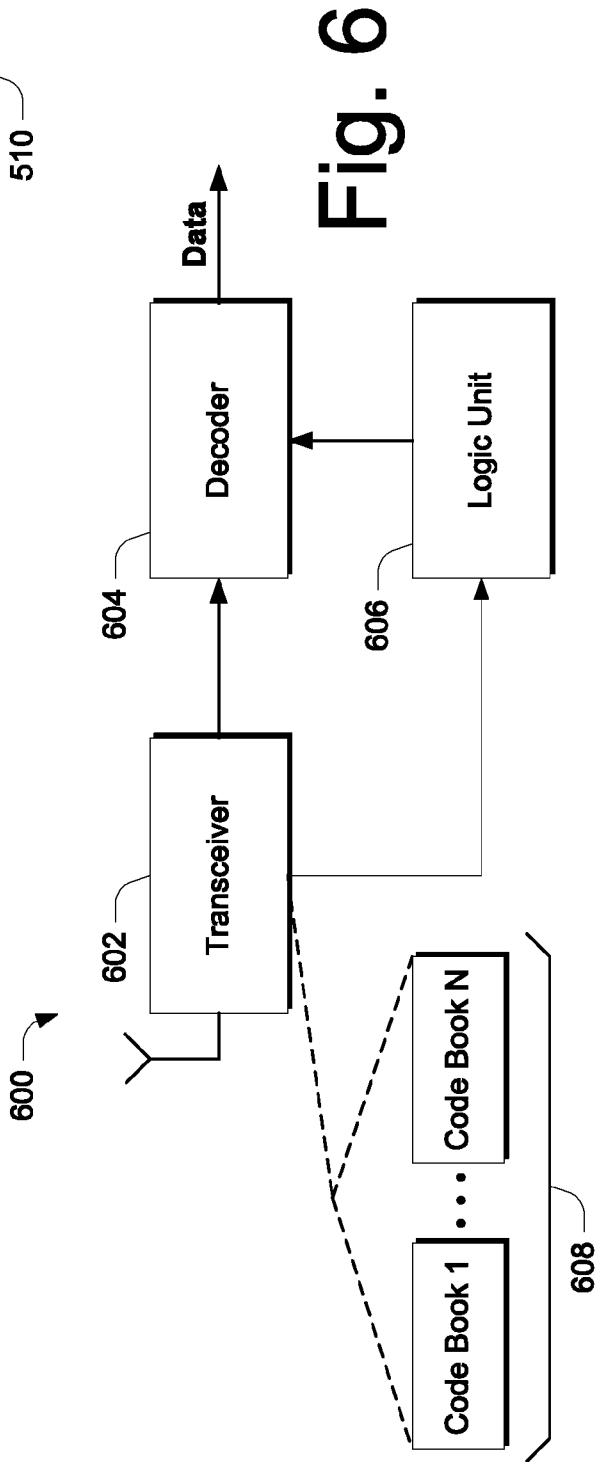 510
600
602
Transceiver
604
Decoder
Data
606
Logic Unit
Code Book 1
• • •
Code Book N
608
Fig. 6